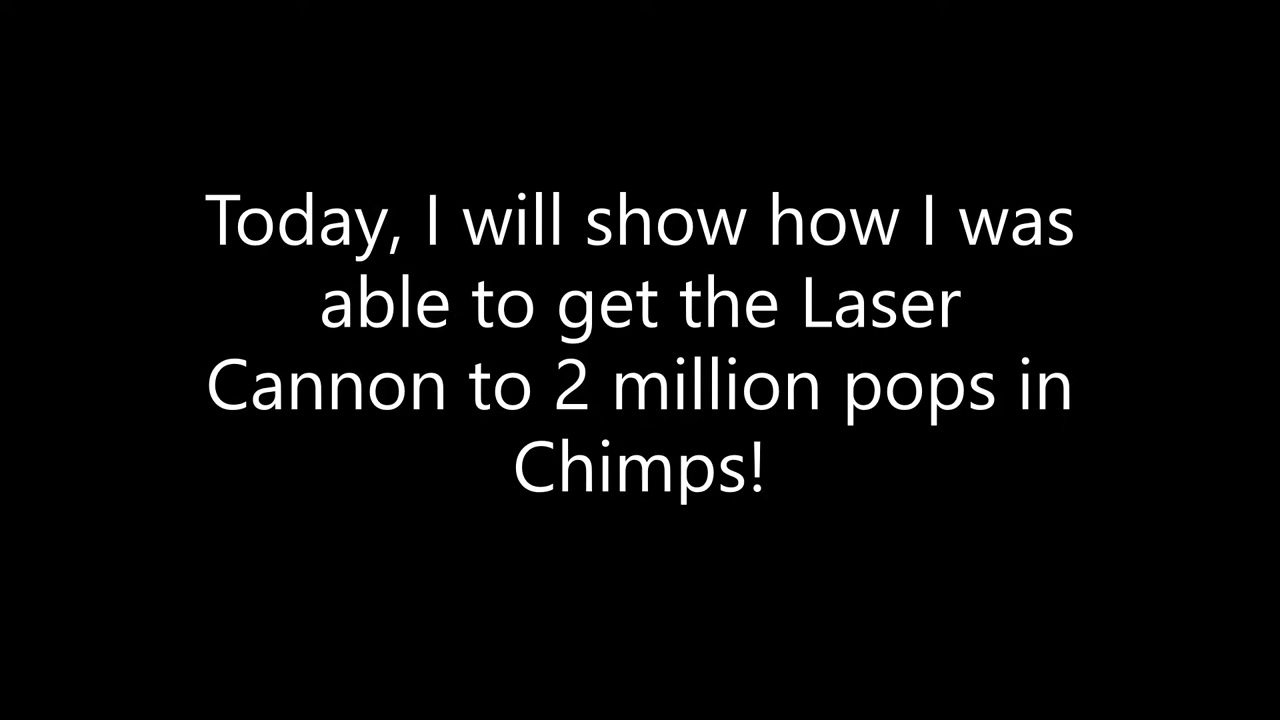 Today, I will show how I was
able to get the Laser
Cannon to 2 million pops in
Chimps!